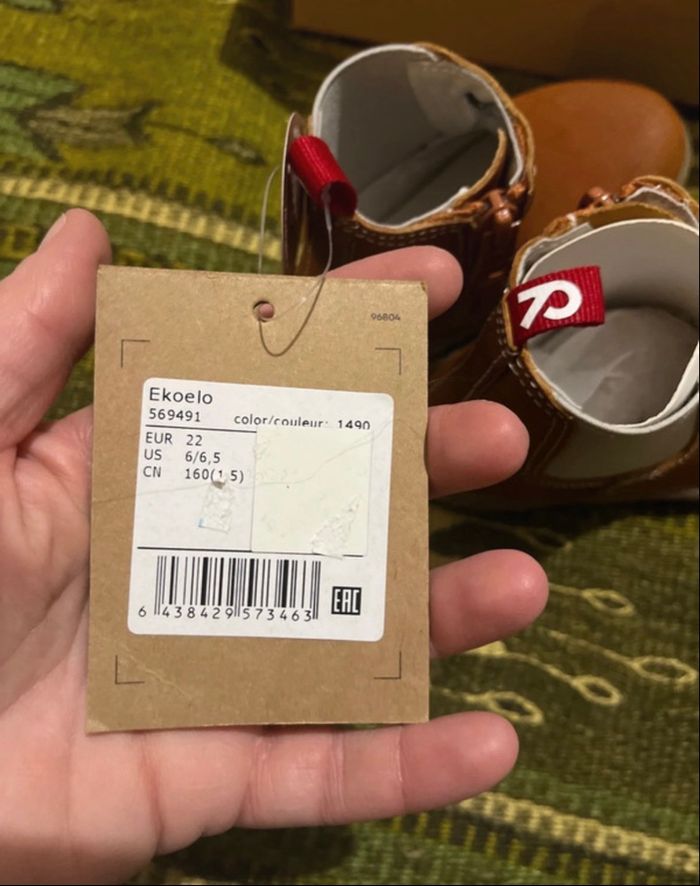 96804
Ekoelo
569491 color/couleur: 1490
EUR 22
US 6/6,5
CN 160(1,5)
6 438429 573463
EAC